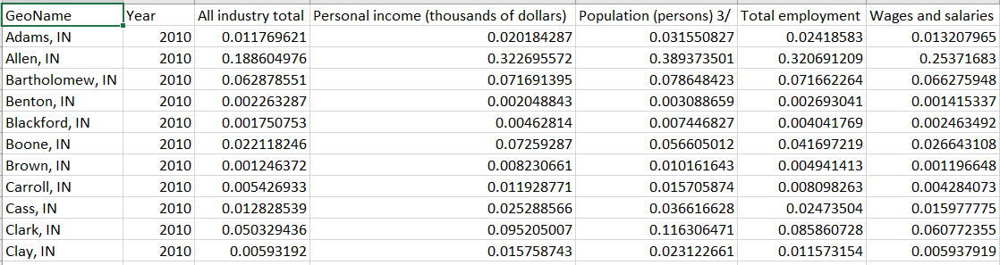 GeoName Year All industry total Personal income (thousands of dollars) Population (persons) 3/ Total employment Wages and salaries
Adams, IN 2010 0.011769621 0.020184287 0.031550827 0.02418583 0.013207965
Allen, IN 2010 0.188604976 0.322695572 0.389373501 0.320691209 0.25371683
Bartholomew, IN 2010 0.062878551 0.071691395 0.078648423 0.071662264 0.066275948
Benton, IN 2010 0.002263287 0.002048843 0.003088659 0.002693041 0.001415337
Blackford, IN 2010 0.001750753 0.00462814 0.007446827 0.004041769 0.002463492
Boone, IN 2010 0.022118246 0.07259287 0.056605012 0.041697219 0.026643108
Brown, IN 2010 0.001246372 0.008230661 0.010161643 0.004941413 0.001196648
Carroll, IN 2010 0.005426933 0.011928771 0.015705874 0.008098263 0.004284073
Cass, IN 2010 0.012828539 0.025288566 0.036616628 0.02473504 0.015977775
Clark, IN 2010 0.050329436 0.095205007 0.116306471 0.085860728 0.060772355
Clay, IN 2010 0.00593192 0.015758743 0.023122661 0.011573154 0.005937919